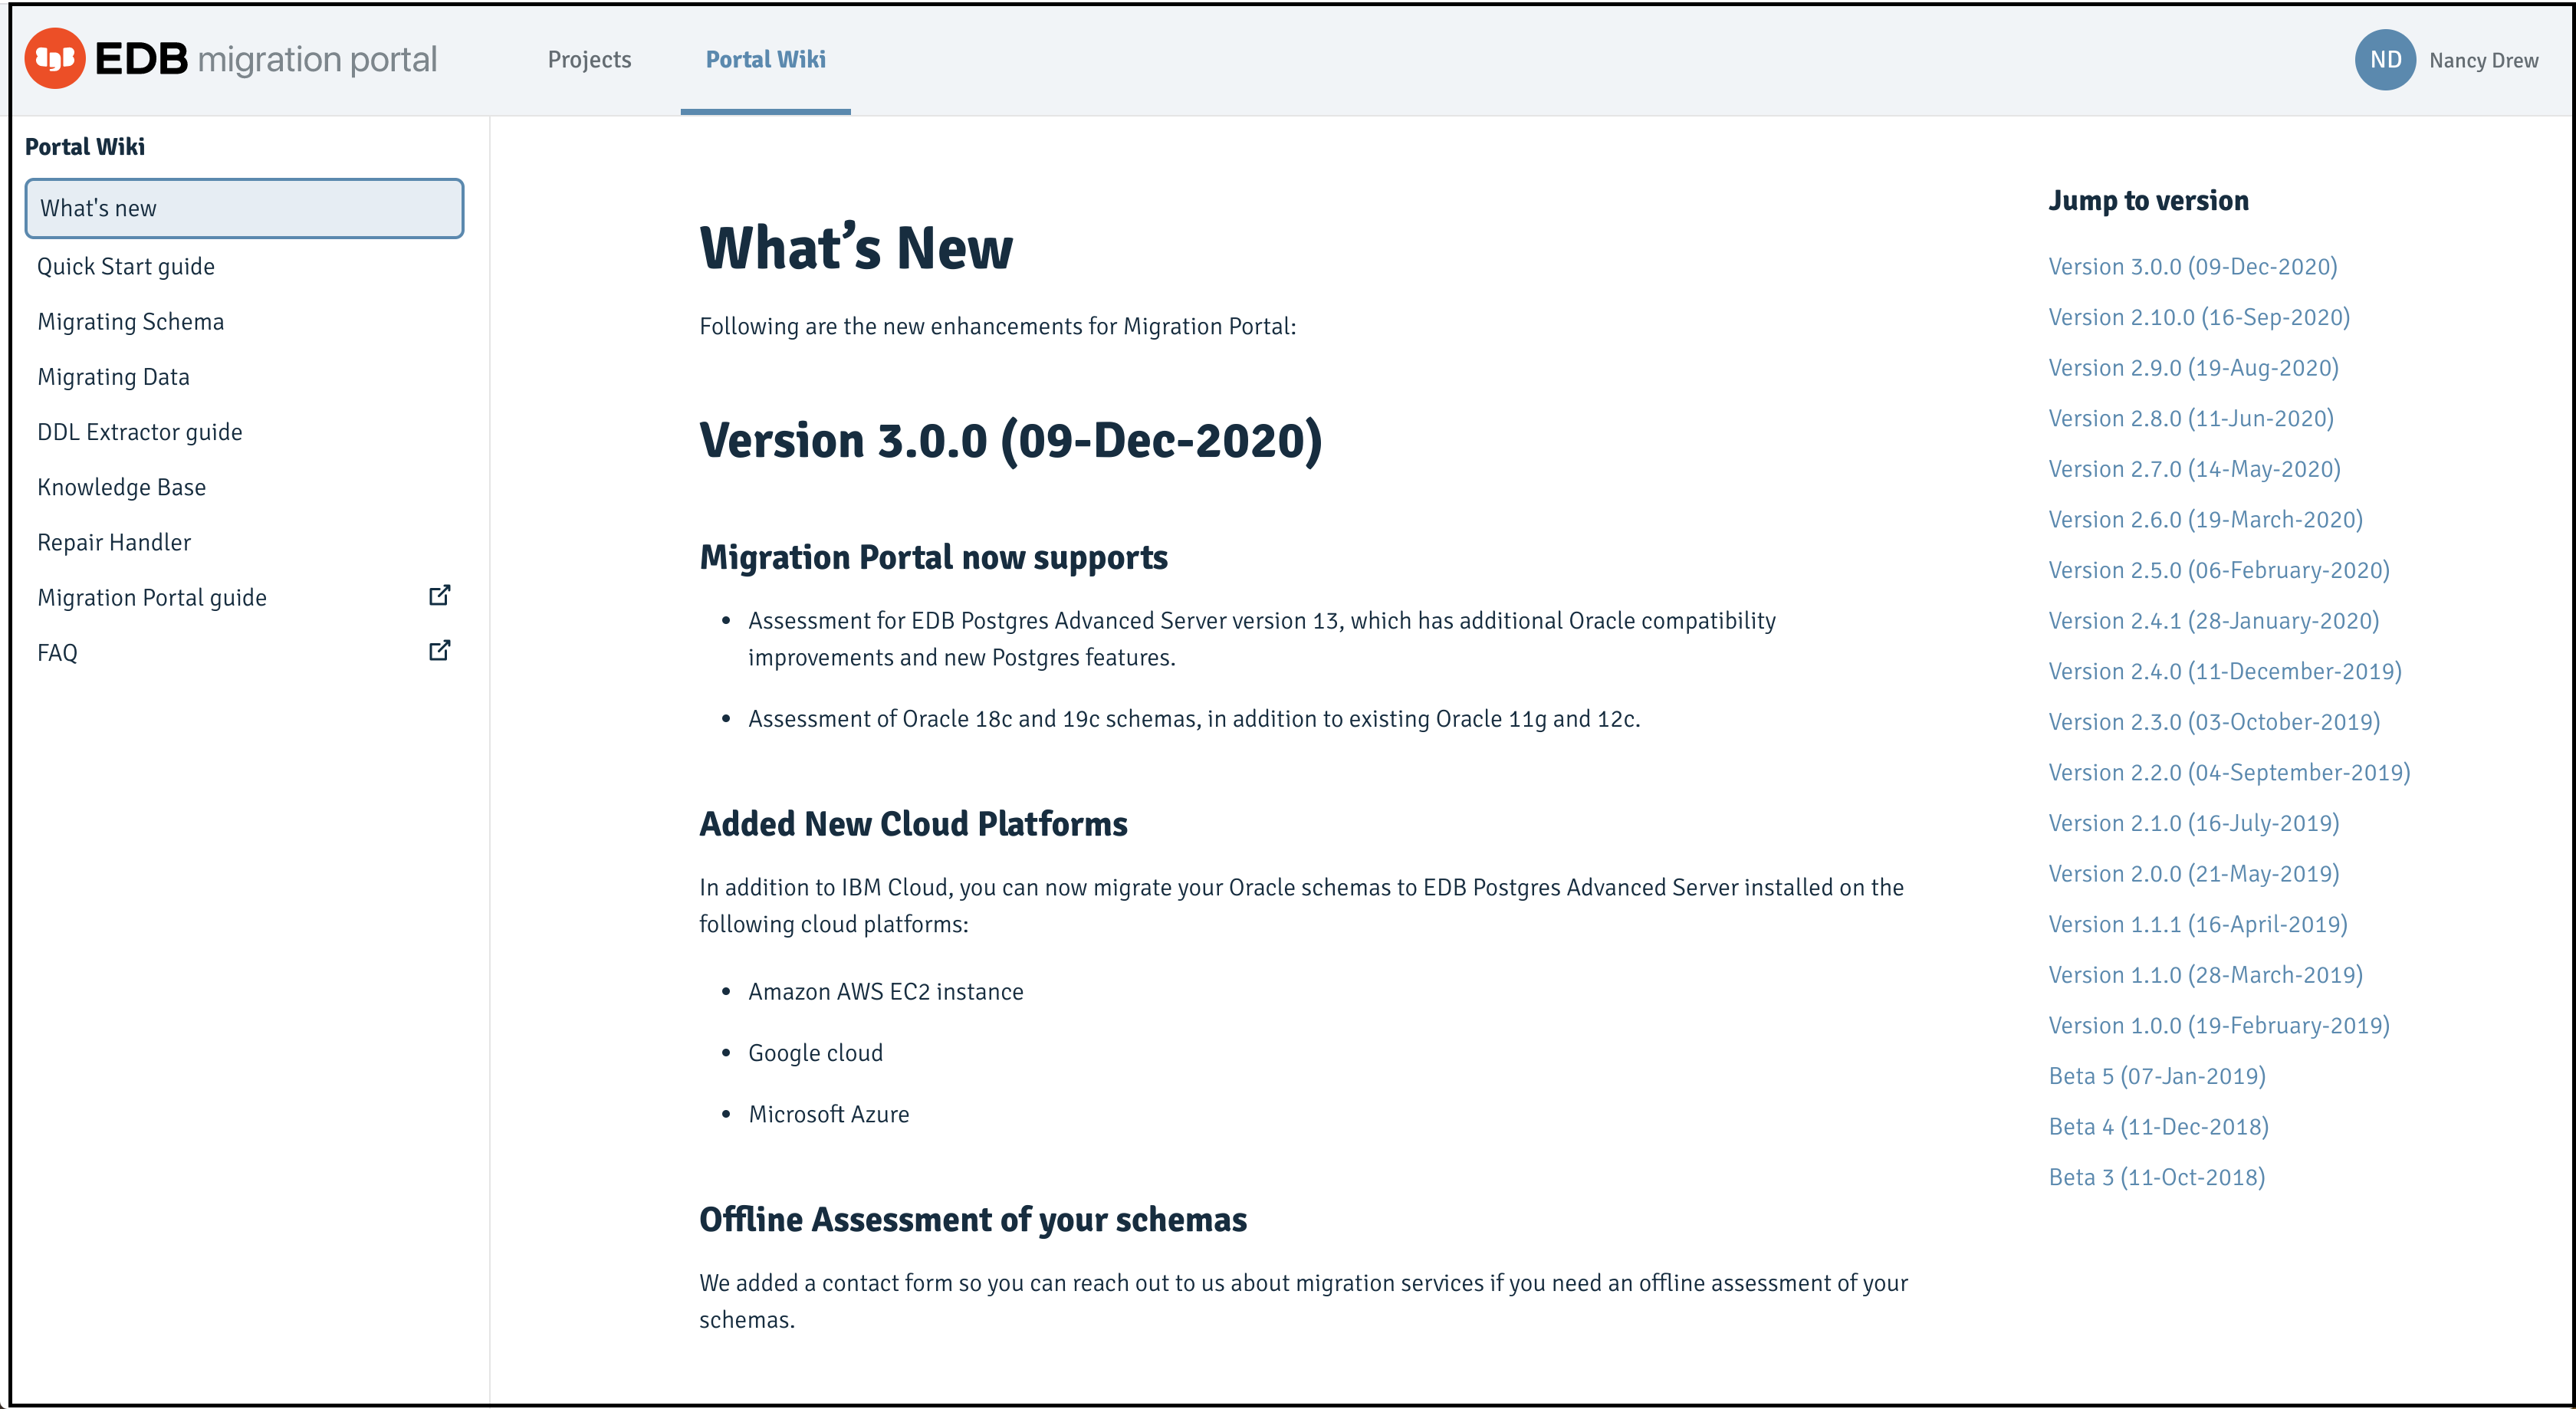 EDB migration portal
Projects
Portal Wiki
ND
Nancy Drew
Portal Wiki
What's new
Quick Start guide
Migrating Schema
Migrating Data
DDL Extractor guide
Knowledge Base
Repair Handler
Migration Portal guide
FAQ
What’s New
Following are the new enhancements for Migration Portal:
Version 3.0.0 (09-Dec-2020)
Migration Portal now supports
• Assessment for EDB Postgres Advanced Server version 13, which has additional Oracle compatibility
improvements and new Postgres features.
• Assessment of Oracle 18c and 19c schemas, in addition to existing Oracle 11g and 12c.
Added New Cloud Platforms
In addition to IBM Cloud, you can now migrate your Oracle schemas to EDB Postgres Advanced Server installed on the
following cloud platforms:
• Amazon AWS EC2 instance
• Google cloud
• Microsoft Azure
Offline Assessment of your schemas
We added a contact form so you can reach out to us about migration services if you need an offline assessment of your
schemas.
Jump to version
Version 3.0.0 (09-Dec-2020)
Version 2.10.0 (16-Sep-2020)
Version 2.9.0 (19-Aug-2020)
Version 2.8.0 (11-Jun-2020)
Version 2.7.0 (14-May-2020)
Version 2.6.0 (19-March-2020)
Version 2.5.0 (06-February-2020)
Version 2.4.1 (28-January-2020)
Version 2.4.0 (11-December-2019)
Version 2.3.0 (03-October-2019)
Version 2.2.0 (04-September-2019)
Version 2.1.0 (16-July-2019)
Version 2.0.0 (21-May-2019)
Version 1.1.1 (16-April-2019)
Version 1.1.0 (28-March-2019)
Version 1.0.0 (19-February-2019)
Beta 5 (07-Jan-2019)
Beta 4 (11-Dec-2018)
Beta 3 (11-Oct-2018)